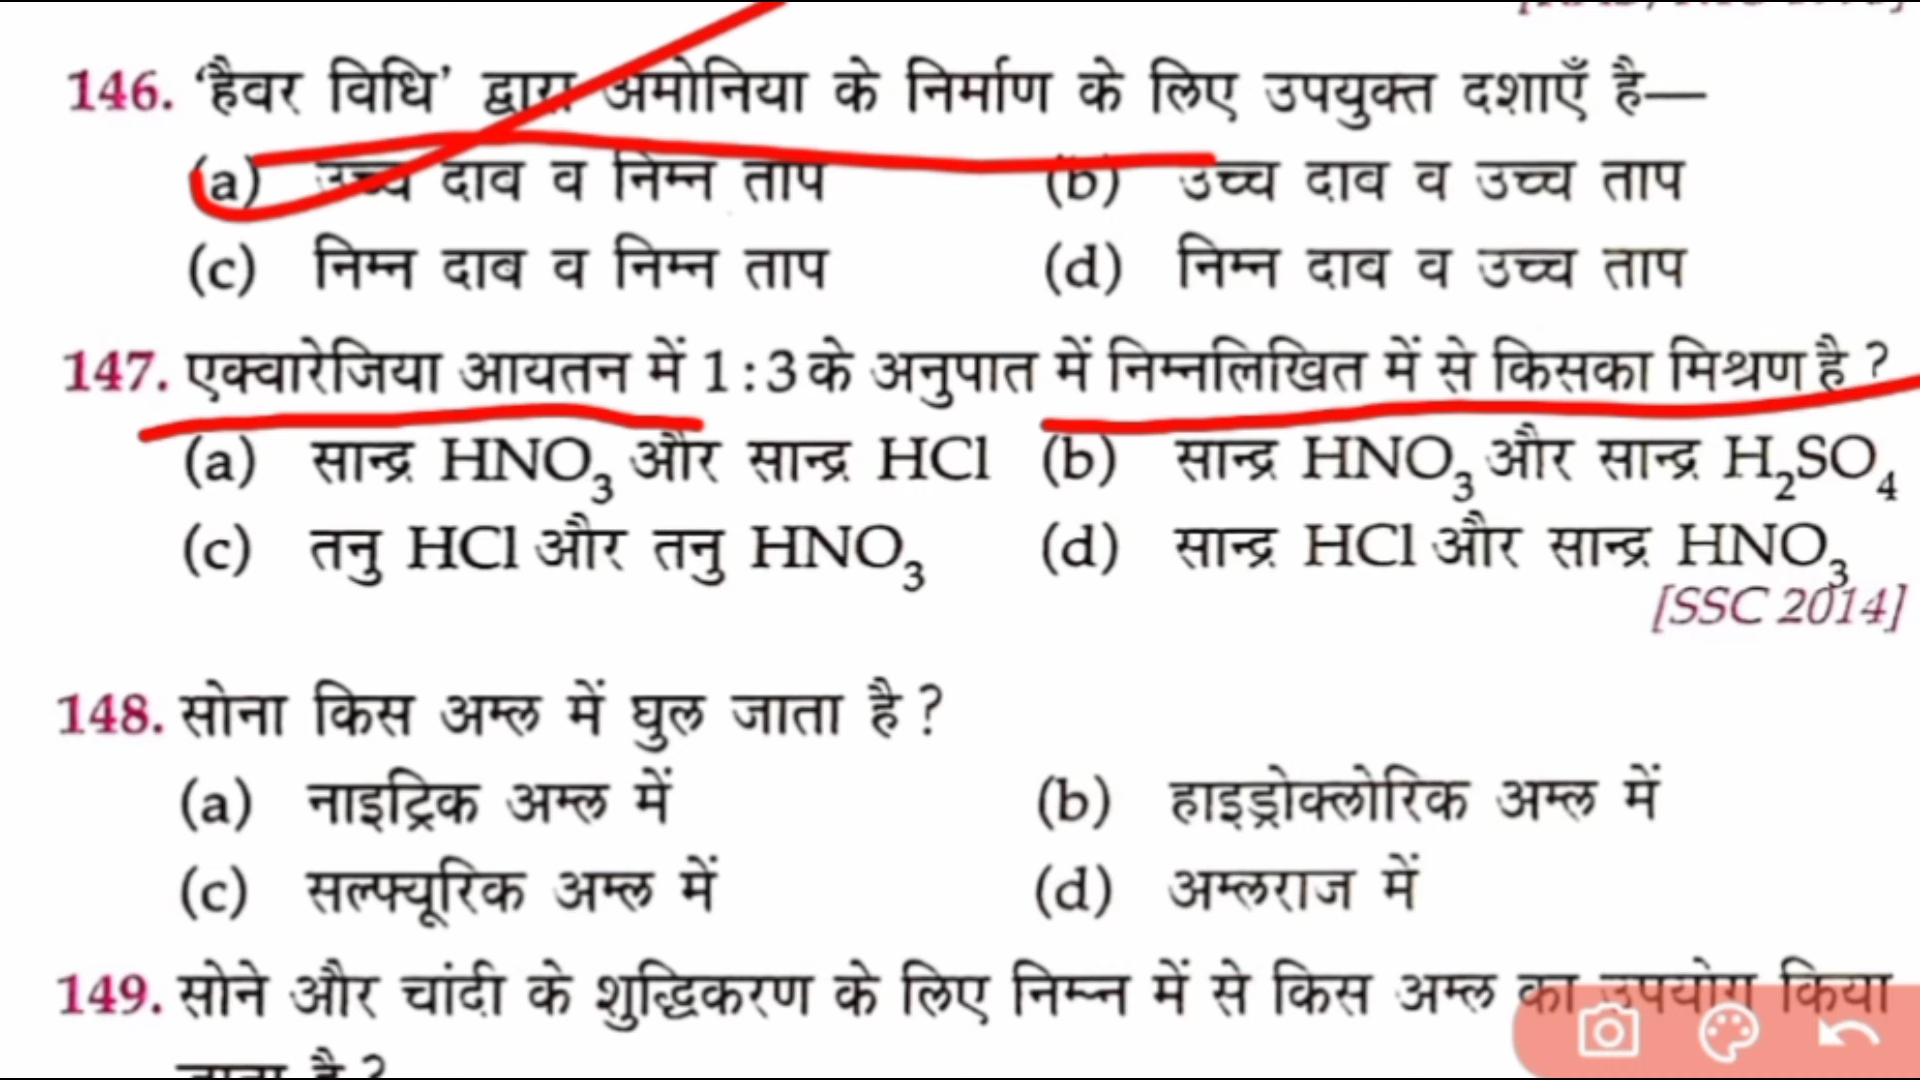 146. 'हैवर विधि' द्वारा अमोनिया के निर्माण के लिए उपयुक्त दशाएँ है—
(a) उच्च दाव व निम्न ताप (b) उच्च दाव व उच्च ताप
(c) निम्न दाव व निम्न ताप (d) निम्न दाव व उच्च ताप
147. एक्वारेजिया आयतन में 1:3 के अनुपात में निम्नलिखित में से किसका मिश्रण है ?
(a) सान्द्र HNO₃ और सान्द्र HCl (b) सान्द्र HNO₃ और सान्द्र H₂SO₄
(c) तनु HCl और तनु HNO₃ (d) सान्द्र HCl और सान्द्र HNO₃
[SSC 2014]
148. सोना किस अम्ल में घुल जाता है ?
(a) नाइट्रिक अम्ल में (b) हाइड्रोक्लोरिक अम्ल में
(c) सल्फ्यूरिक अम्ल में (d) अम्लराज में
149. सोने और चांदी के शुद्धिकरण के लिए निम्न में से किस अम्ल का उपयोग किया
जाता है ?